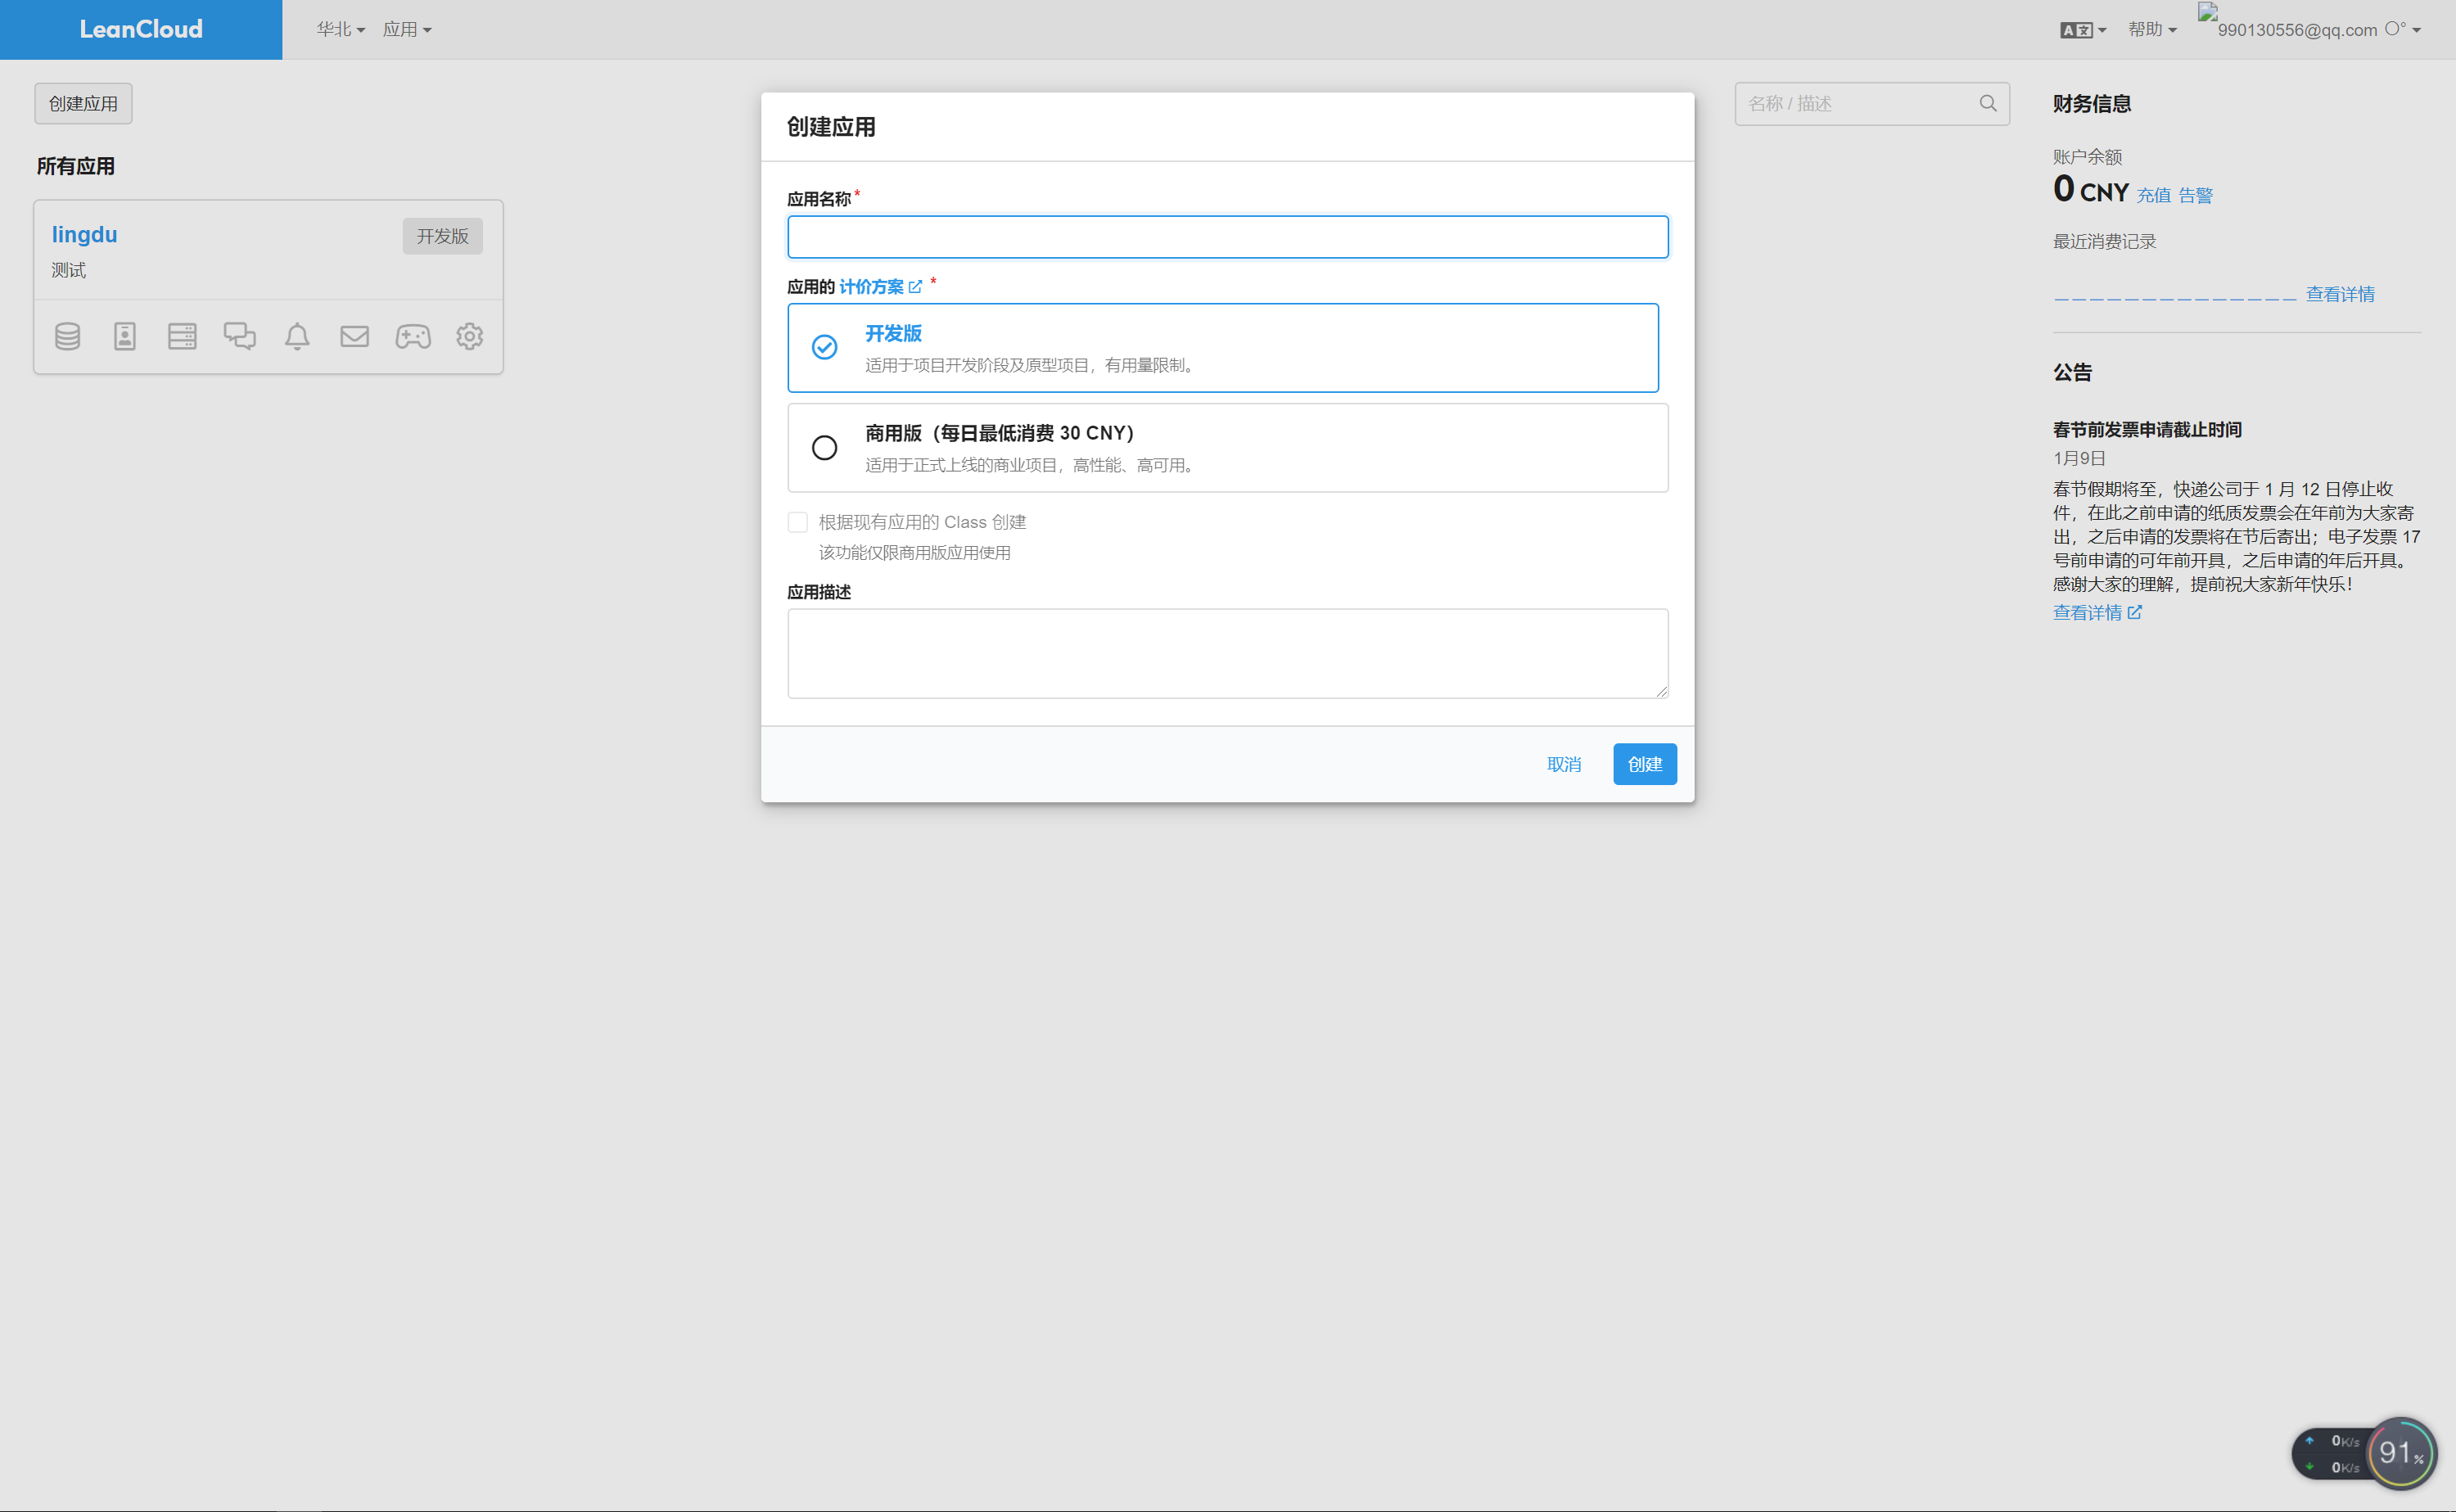 LeanCloud
华北
应用
A文
帮助
990130556@qq.com
创建应用
所有应用
lingdu
开发版
测试
创建应用
应用名称*
应用的 计价方案 *
开发版
适用于项目开发阶段及原型项目，有用量限制。
商用版（每日最低消费 30 CNY）
适用于正式上线的商业项目，高性能、高可用。
根据现有应用的 Class 创建
该功能仅限商用版应用使用
应用描述
取消
创建
名称 / 描述
财务信息
账户余额
0 CNY 充值 告警
最近消费记录
查看详情
公告
春节前发票申请截止时间
1月9日
春节假期将至，快递公司于 1 月 12 日停止收
件，在此之前申请的纸质发票会在年前为大家寄
出，之后申请的发票将在节后寄出；电子发票 17
号前申请的可年前开具，之后申请的年后开具。
感谢大家的理解，提前祝大家新年快乐！
查看详情
0K/s
0K/s
91%